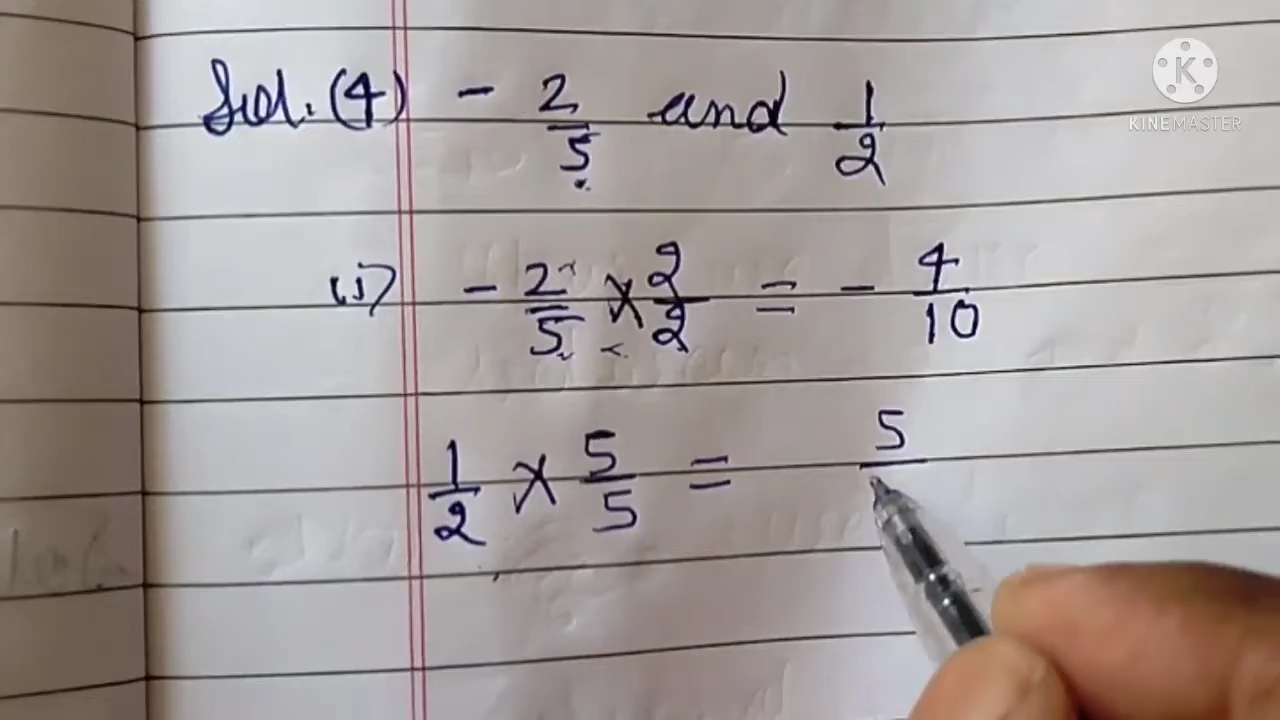 Sol. (4) - 2/5 and 1/2
(i) - 2/5 × 2/2 = - 4/10
1/2 × 5/5 = 5/
KINEMASTER